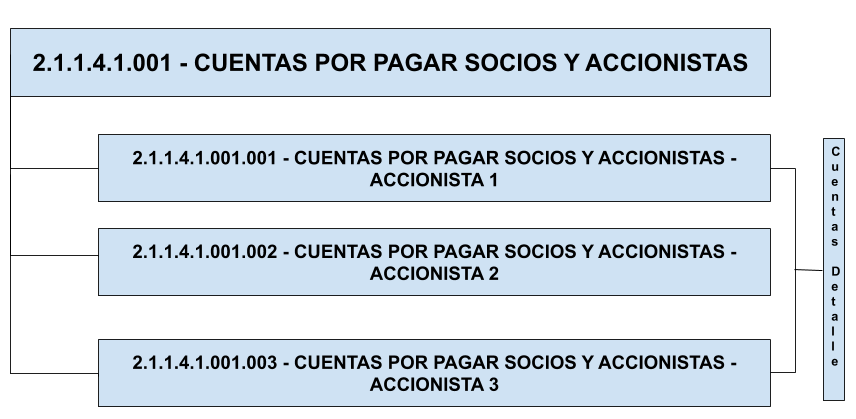 2.1.1.4.1.001 - CUENTAS POR PAGAR SOCIOS Y ACCIONISTAS
2.1.1.4.1.001.001 - CUENTAS POR PAGAR SOCIOS Y ACCIONISTAS -
ACCIONISTA 1
2.1.1.4.1.001.002 - CUENTAS POR PAGAR SOCIOS Y ACCIONISTAS -
ACCIONISTA 2
2.1.1.4.1.001.003 - CUENTAS POR PAGAR SOCIOS Y ACCIONISTAS -
ACCIONISTA 3
Cuentas Detalle